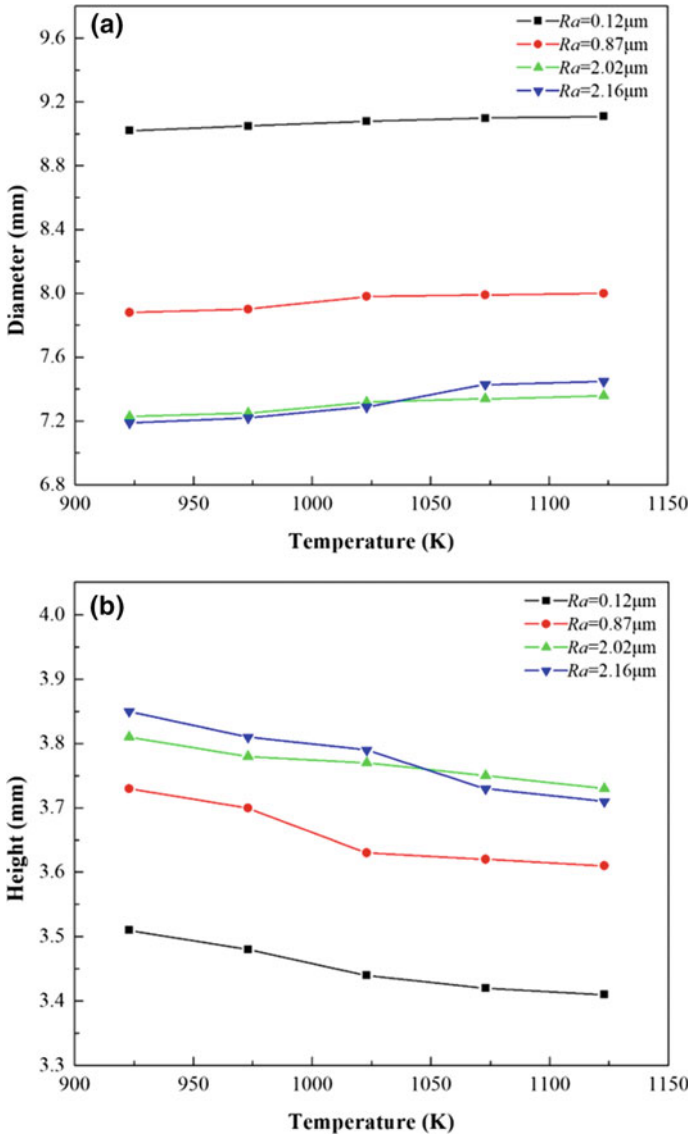 (a)
Ra=0.12μm
Ra=0.87μm
Ra=2.02μm
Ra=2.16μm
9.6
9.2
8.8
8.4
8.0
7.6
7.2
6.8
Diameter (mm)
900 950 1000 1050 1100 1150
Temperature (K)
(b)
Ra=0.12μm
Ra=0.87μm
Ra=2.02μm
Ra=2.16μm
4.0
3.9
3.8
3.7
3.6
3.5
3.4
3.3
Height (mm)
900 950 1000 1050 1100 1150
Temperature (K)